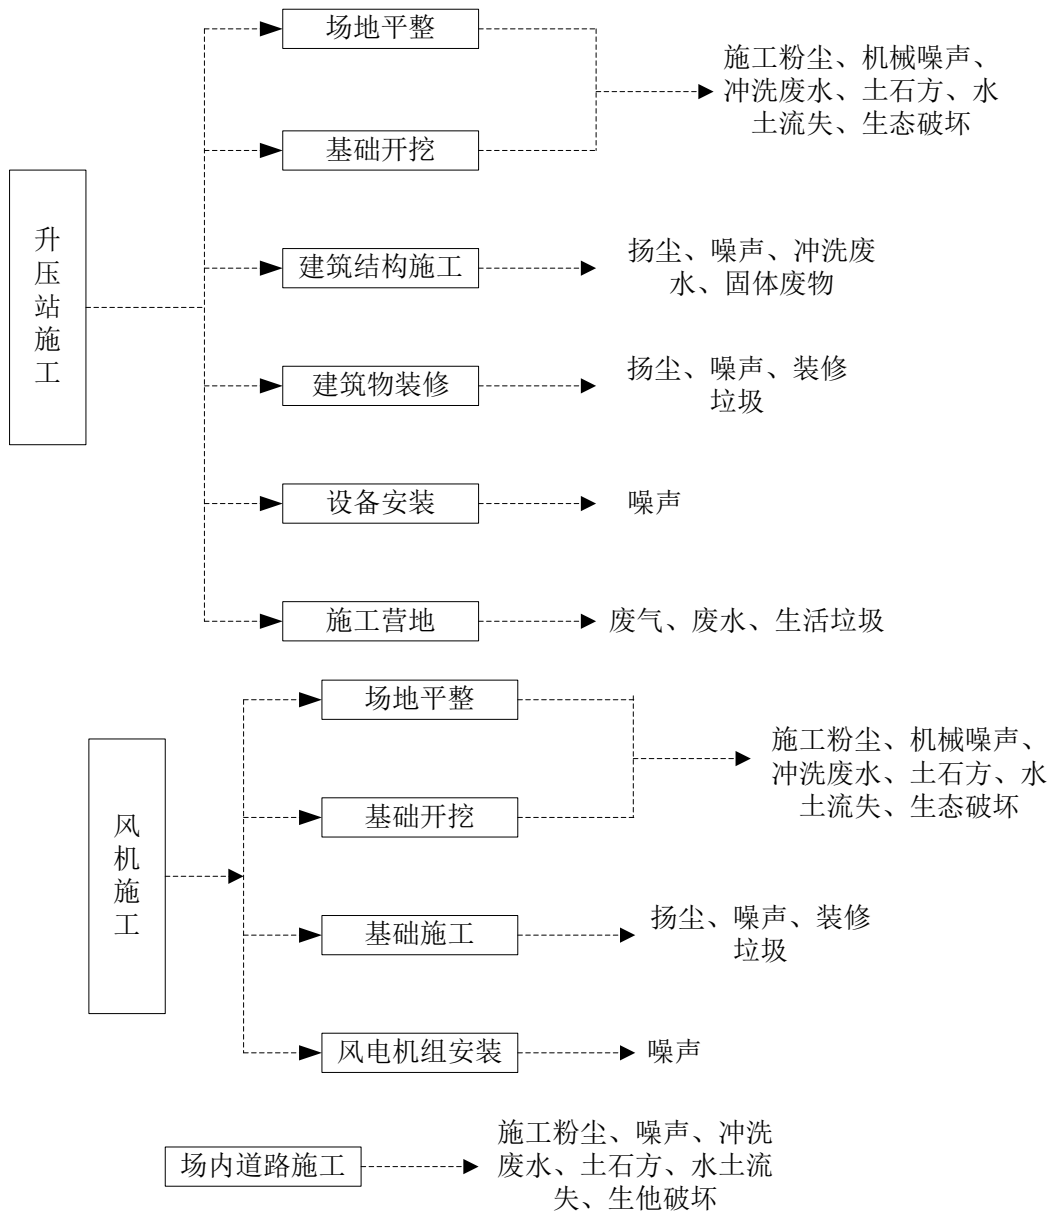 场地平整
施工粉尘、机械噪声、
冲洗废水、土石方、水
土流失、生态破坏
基础开挖
升压站施工
建筑结构施工
扬尘、噪声、冲洗废
水、固体废物
建筑物装修
扬尘、噪声、装修
垃圾
设备安装
噪声
施工营地
废气、废水、生活垃圾
场地平整
施工粉尘、机械噪声、
冲洗废水、土石方、水
土流失、生态破坏
基础开挖
风机施工
基础施工
扬尘、噪声、装修
垃圾
风电机组安装
噪声
场内道路施工
施工粉尘、噪声、冲洗
废水、土石方、水土流
失、生他破坏